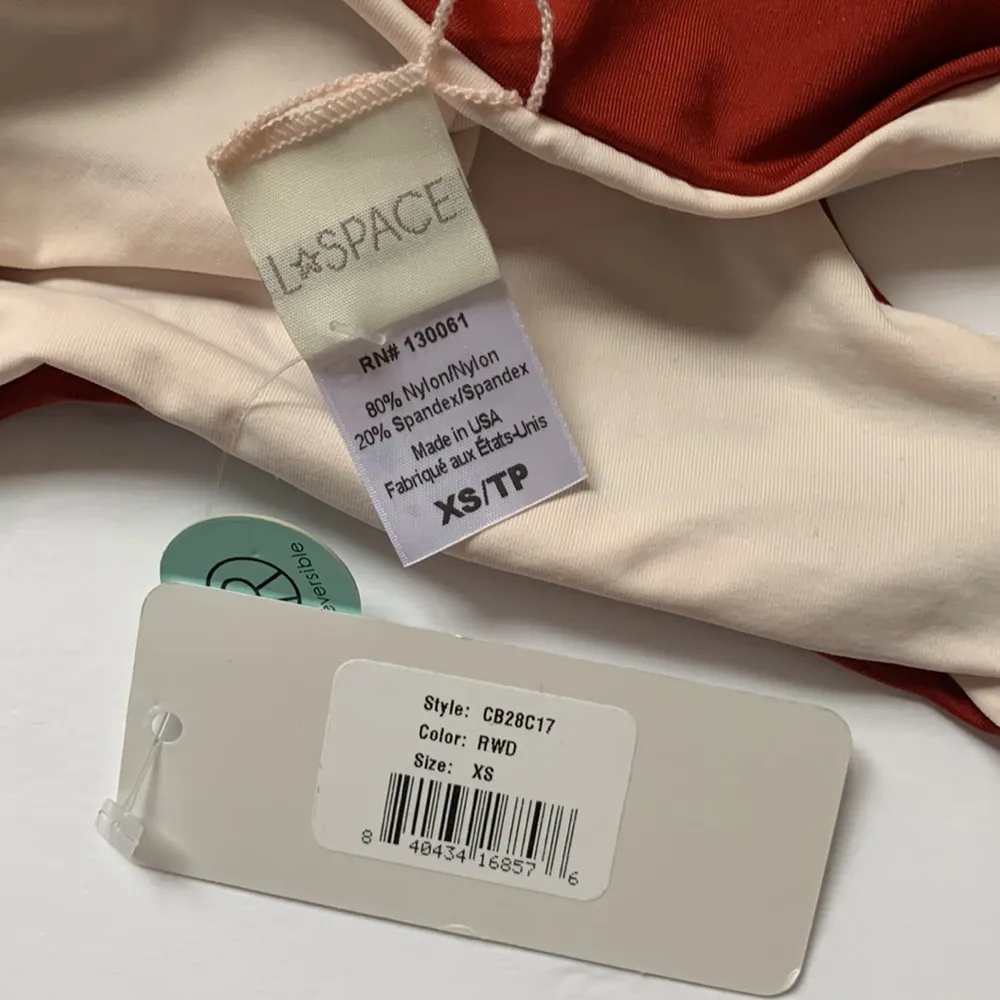 L☆SPACE
RN# 130061
80% Nylon/Nylon
20% Spandex/Spandex
Made in USA
Fabriqué aux États-Unis
XS/TP
eversible
R
Style: CB28C17
Color: RWD
Size: XS
8 40434 16857 6